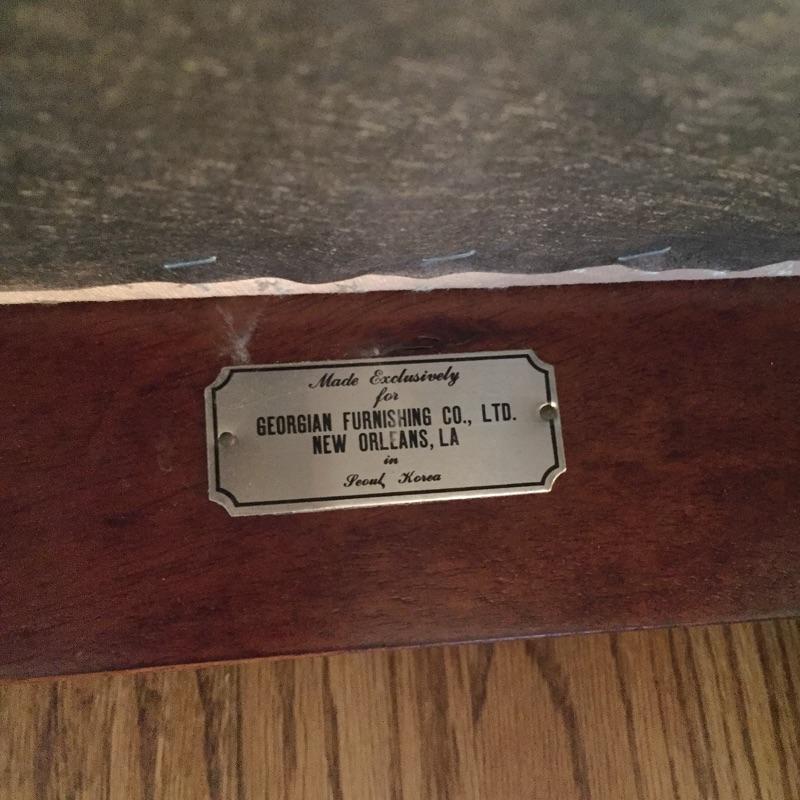 Made Exclusively
for
GEORGIAN FURNISHING CO., LTD.
NEW ORLEANS, LA
in
Seoul, Korea